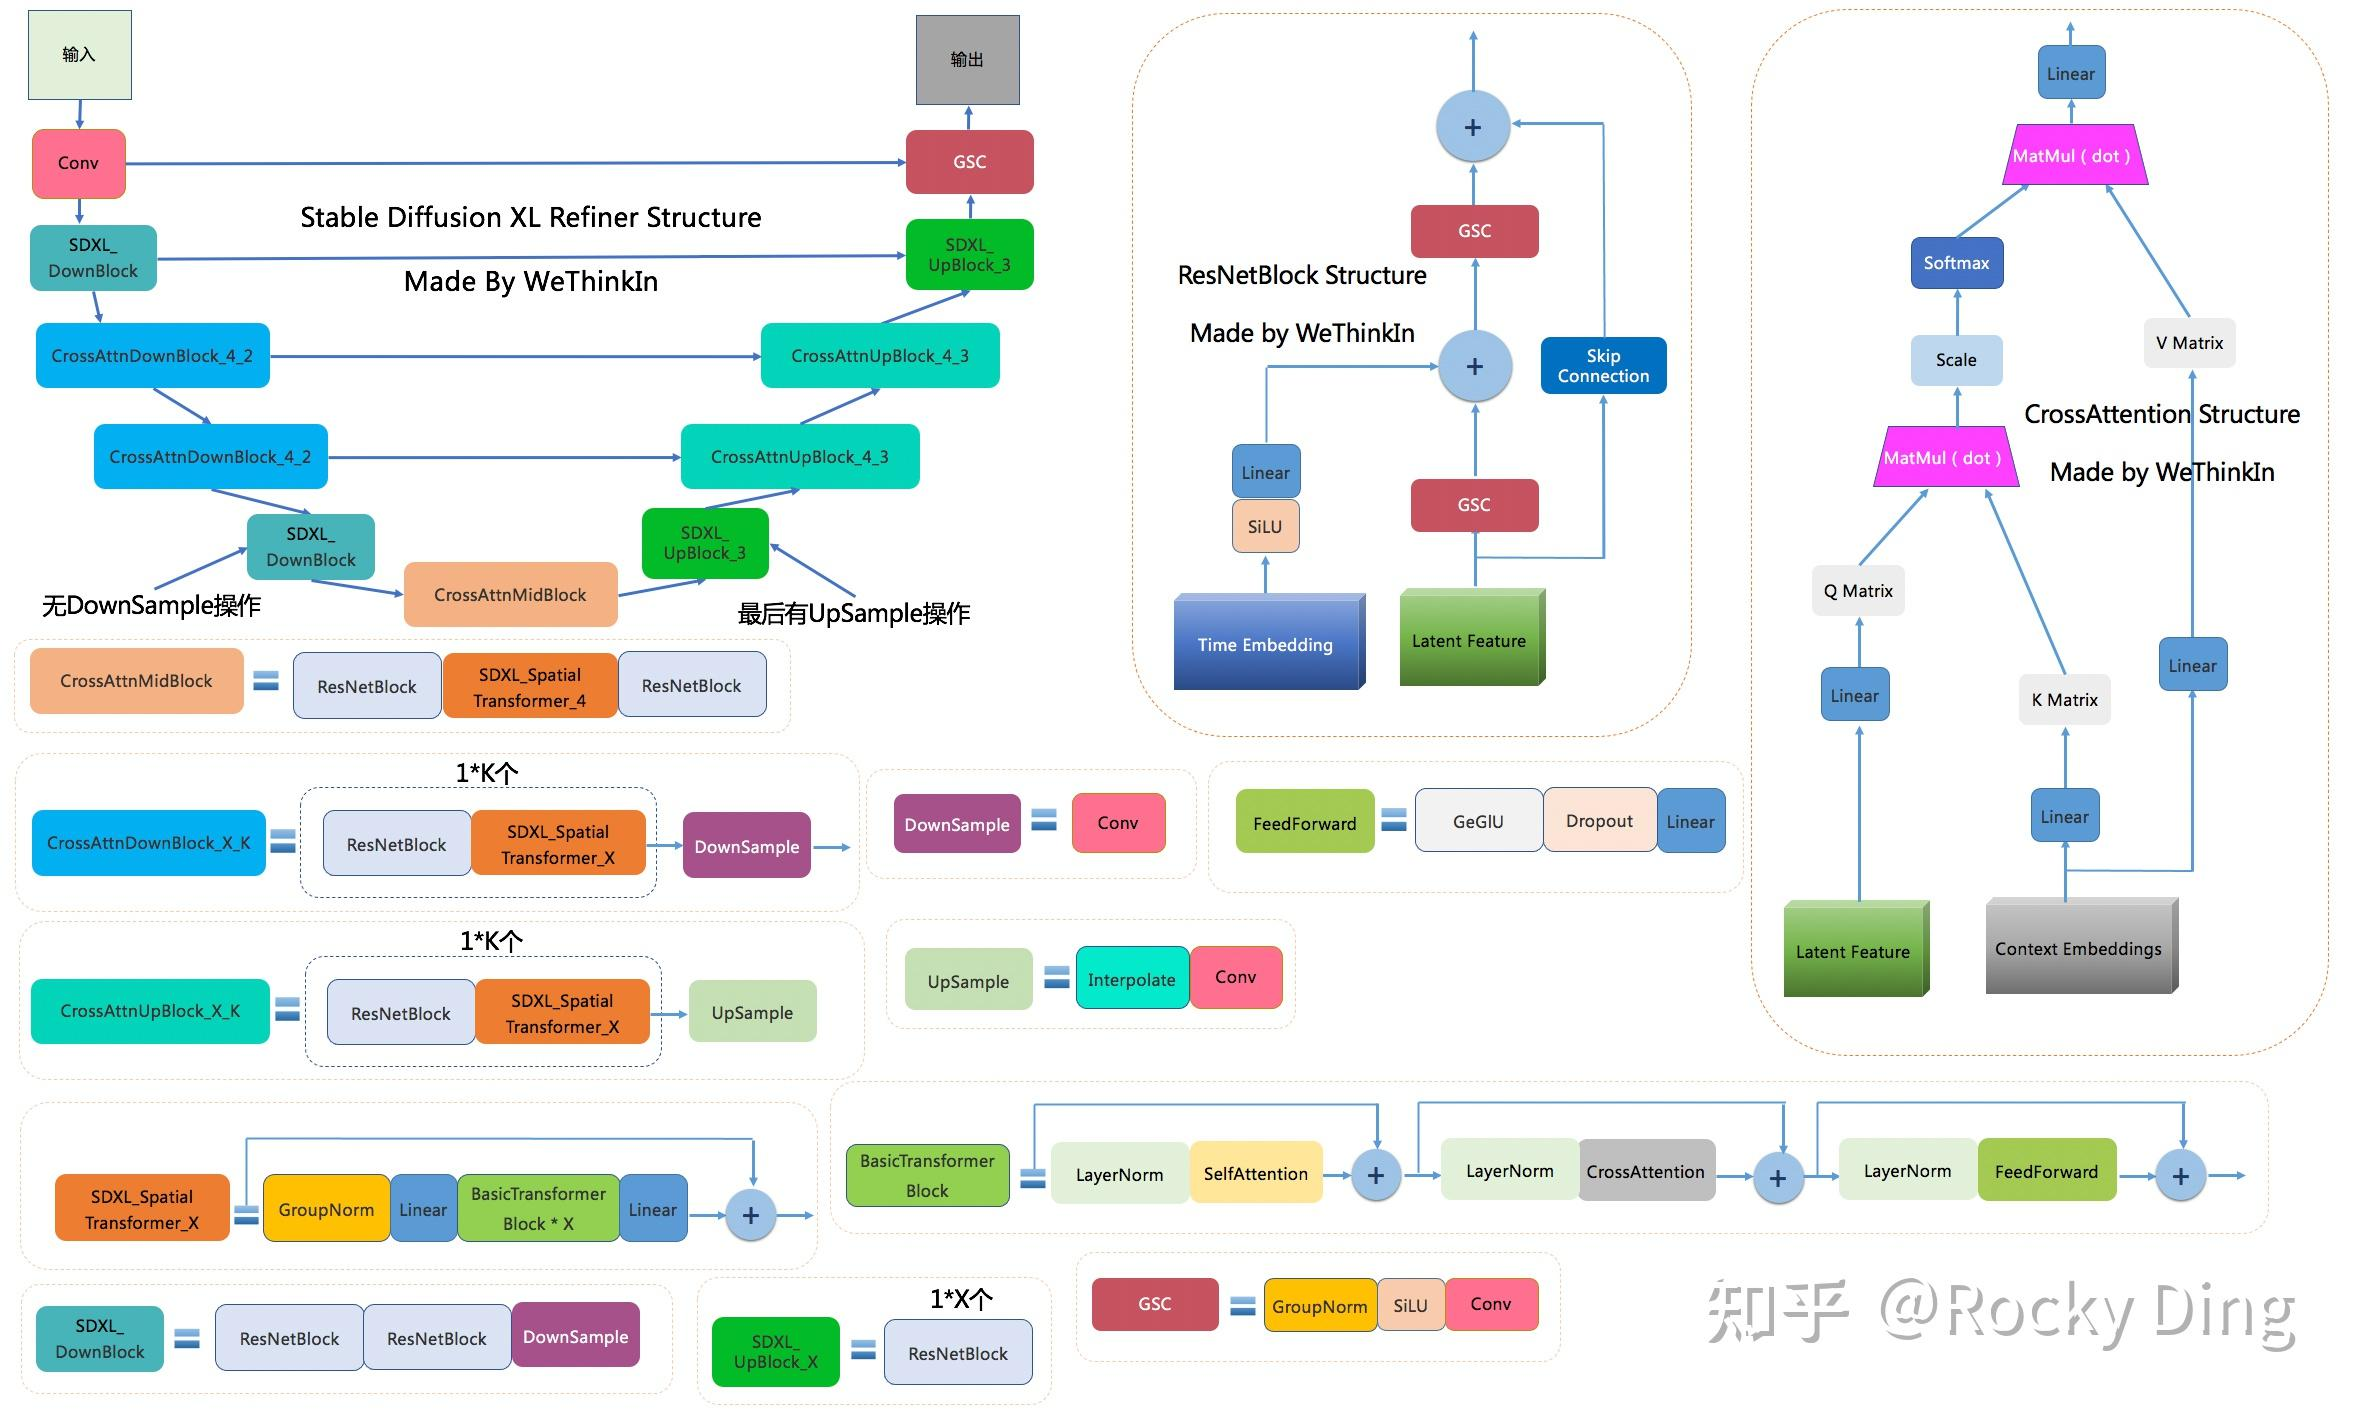 输入
输出
Conv
GSC
Stable Diffusion XL Refiner Structure
SDXL_
DownBlock
SDXL_
UpBlock_3
Made By WeThinkIn
CrossAttnDownBlock_4_2
CrossAttnUpBlock_4_3
CrossAttnDownBlock_4_2
CrossAttnUpBlock_4_3
SDXL_
DownBlock
SDXL_
UpBlock_3
CrossAttnMidBlock
无DownSample操作
最后有UpSample操作
+
GSC
ResNetBlock Structure
Made by WeThinkIn
+
Skip
Connection
Linear
SiLU
GSC
Time Embedding
Latent Feature
Linear
MatMul ( dot )
Softmax
V Matrix
Scale
CrossAttention Structure
MatMul ( dot )
Made by WeThinkIn
Q Matrix
Linear
Linear
K Matrix
Linear
Latent Feature
Context Embeddings
CrossAttnMidBlock
ResNetBlock
SDXL_Spatial
Transformer_4
ResNetBlock
1*K个
CrossAttnDownBlock_X_K
ResNetBlock
SDXL_Spatial
Transformer_X
DownSample
DownSample
Conv
FeedForward
GeGlU
Dropout
Linear
1*K个
CrossAttnUpBlock_X_K
ResNetBlock
SDXL_Spatial
Transformer_X
UpSample
UpSample
Interpolate
Conv
SDXL_Spatial
Transformer_X
GroupNorm
Linear
BasicTransformer
Block * X
Linear
+
BasicTransformer
Block
LayerNorm
SelfAttention
+
LayerNorm
CrossAttention
+
LayerNorm
FeedForward
+
SDXL_
DownBlock
ResNetBlock
ResNetBlock
DownSample
1*X个
SDXL_
UpBlock_X
ResNetBlock
GSC
GroupNorm
SiLU
Conv
知乎 @Rocky Ding